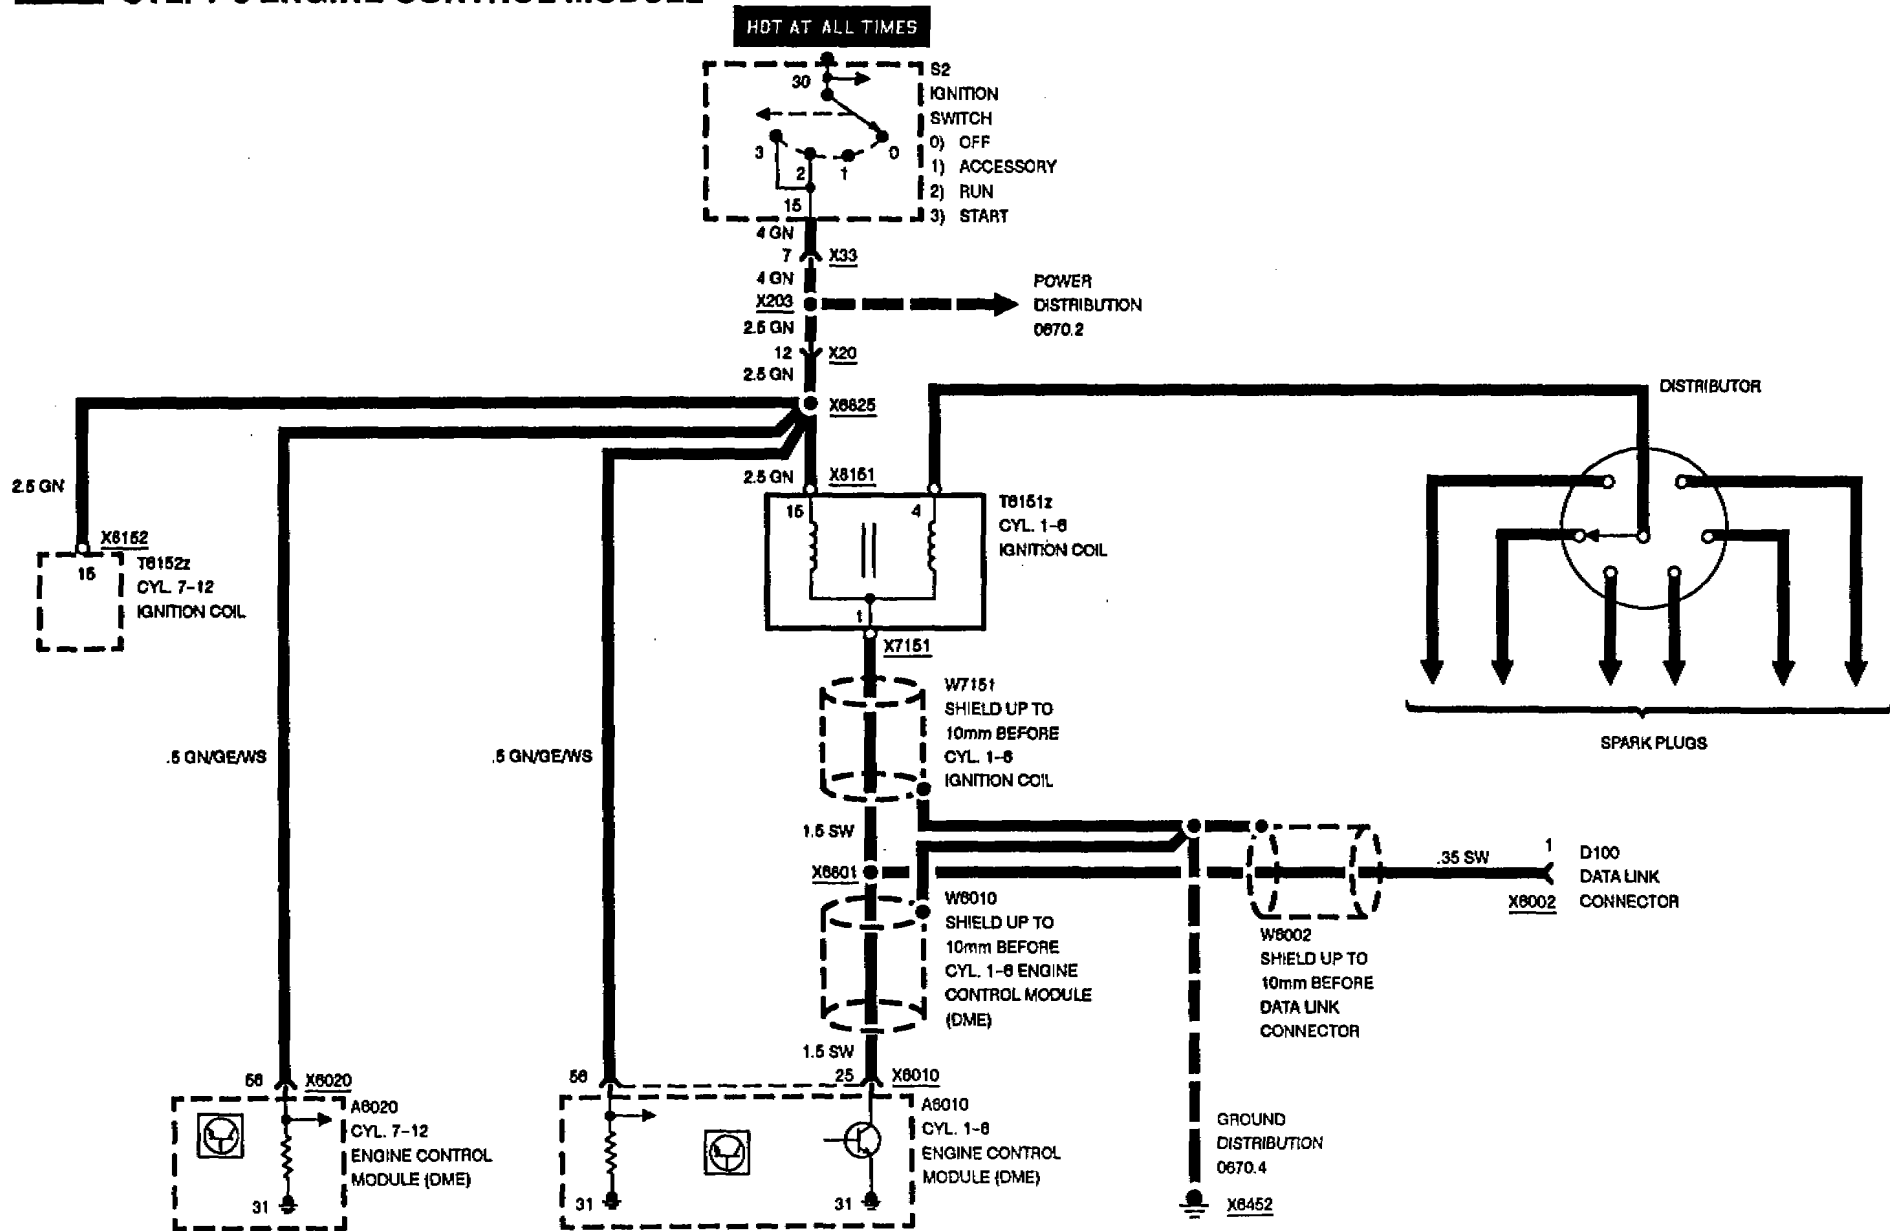 HOT AT ALL TIMES
30
S2
IGNITION
SWITCH
0) OFF
1) ACCESSORY
2) RUN
3) START
3
2
1
0
15
4 GN
7
X33
4 GN
X203
POWER
DISTRIBUTION
0670.2
2.5 GN
12
X20
2.5 GN
X6825
DISTRIBUTOR
2.5 GN
2.5 GN
X6151
15
4
T6151z
CYL. 1-6
IGNITION COIL
X6152
15
T6152z
CYL. 7-12
IGNITION COIL
1
X7151
W7151
SHIELD UP TO
10mm BEFORE
CYL. 1-6
IGNITION COIL
SPARK PLUGS
.5 GN/GE/WS
.5 GN/GE/WS
1.5 SW
X6801
.35 SW
1
D100
DATA LINK
CONNECTOR
X6002
W6010
SHIELD UP TO
10mm BEFORE
CYL. 1-6 ENGINE
CONTROL MODULE
(DME)
W6002
SHIELD UP TO
10mm BEFORE
DATA LINK
CONNECTOR
1.5 SW
56
X6020
56
25
X6010
A6020
CYL. 7-12
ENGINE CONTROL
MODULE (DME)
31
A6010
CYL. 1-6
ENGINE CONTROL
MODULE (DME)
31
31
GROUND
DISTRIBUTION
0670.4
X6452